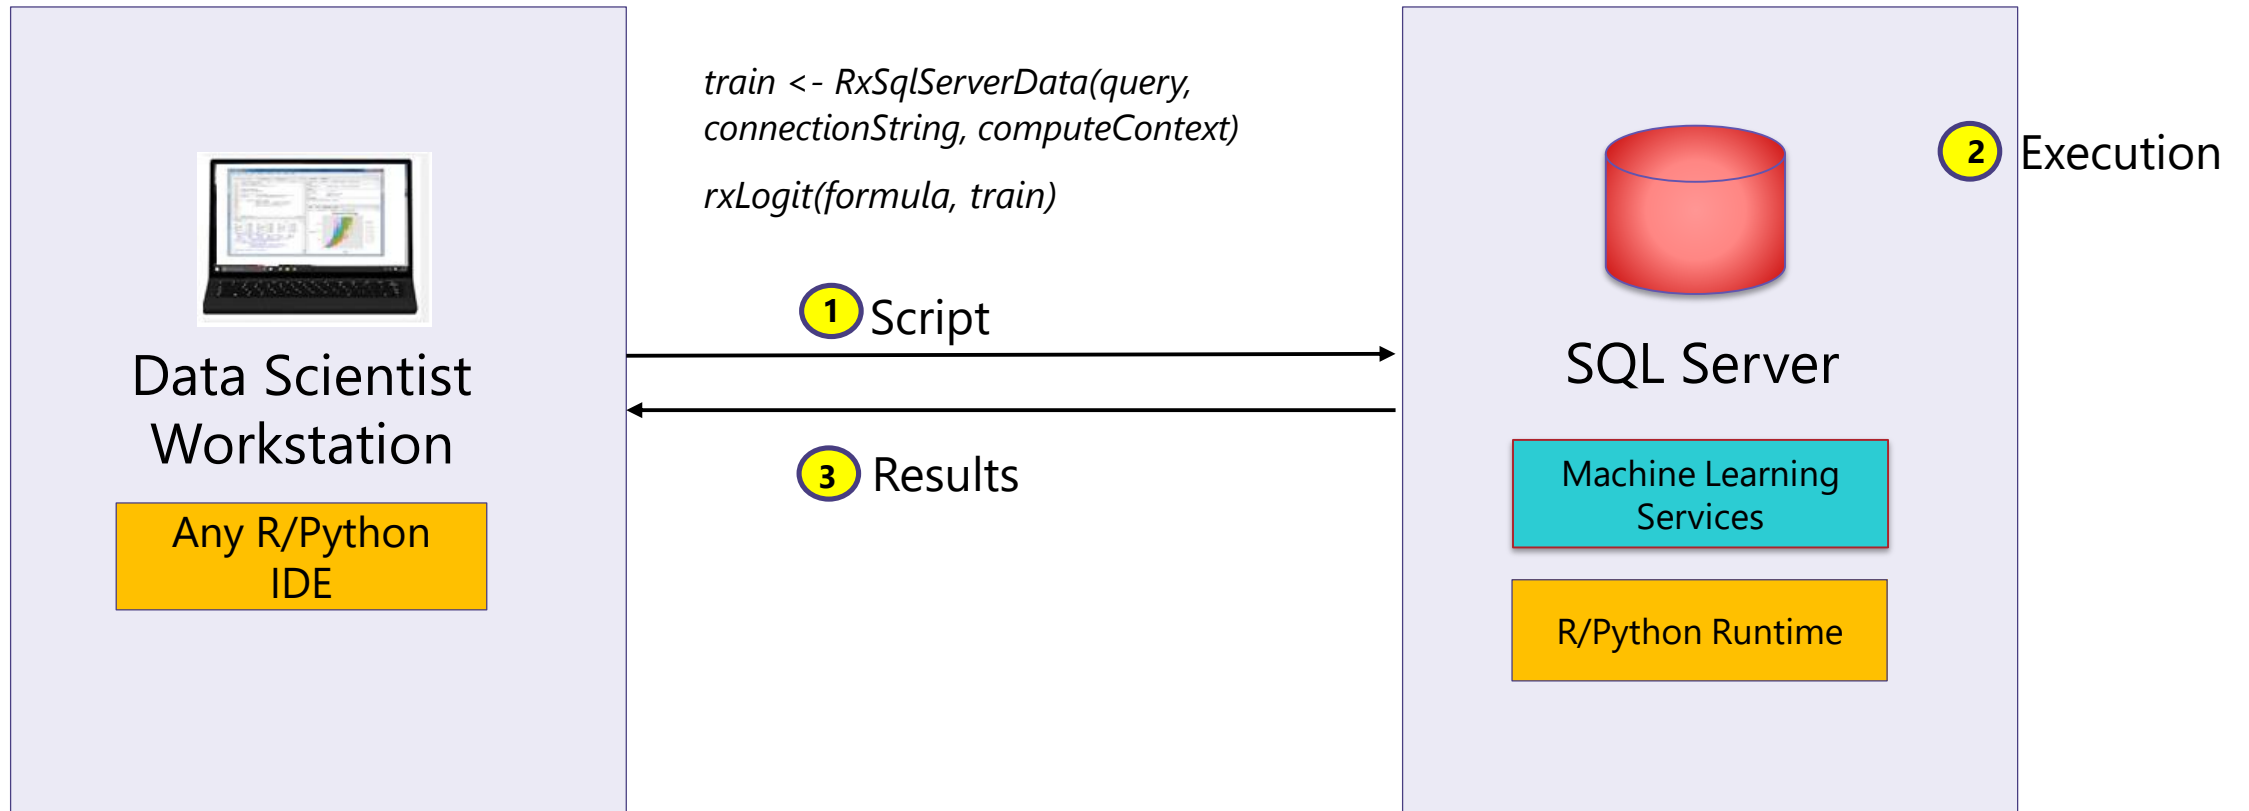 train <- RxSqlServerData(query,
connectionString, computeContext)
rxLogit(formula, train)
1 Script
3 Results
Data Scientist
Workstation
Any R/Python
IDE
2 Execution
SQL Server
Machine Learning
Services
R/Python Runtime